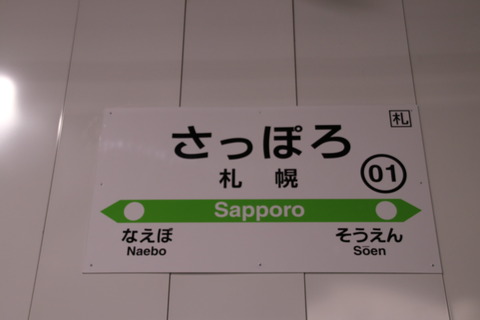 札
さっぽろ
札幌
01
Sapporo
なえぼ
Naebo
そうえん
Sōen